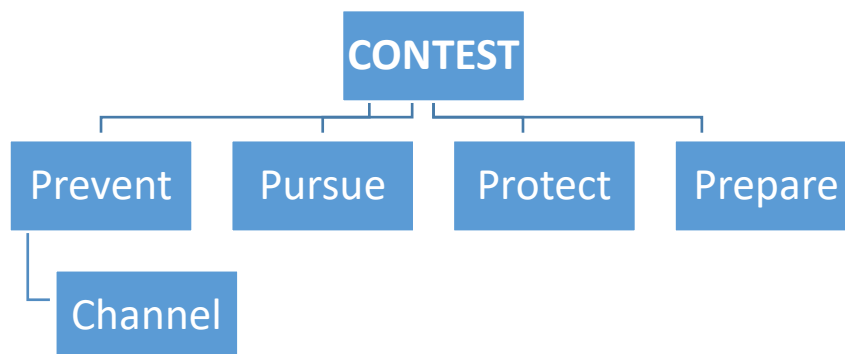 CONTEST
Prevent
Pursue
Protect
Prepare
Channel